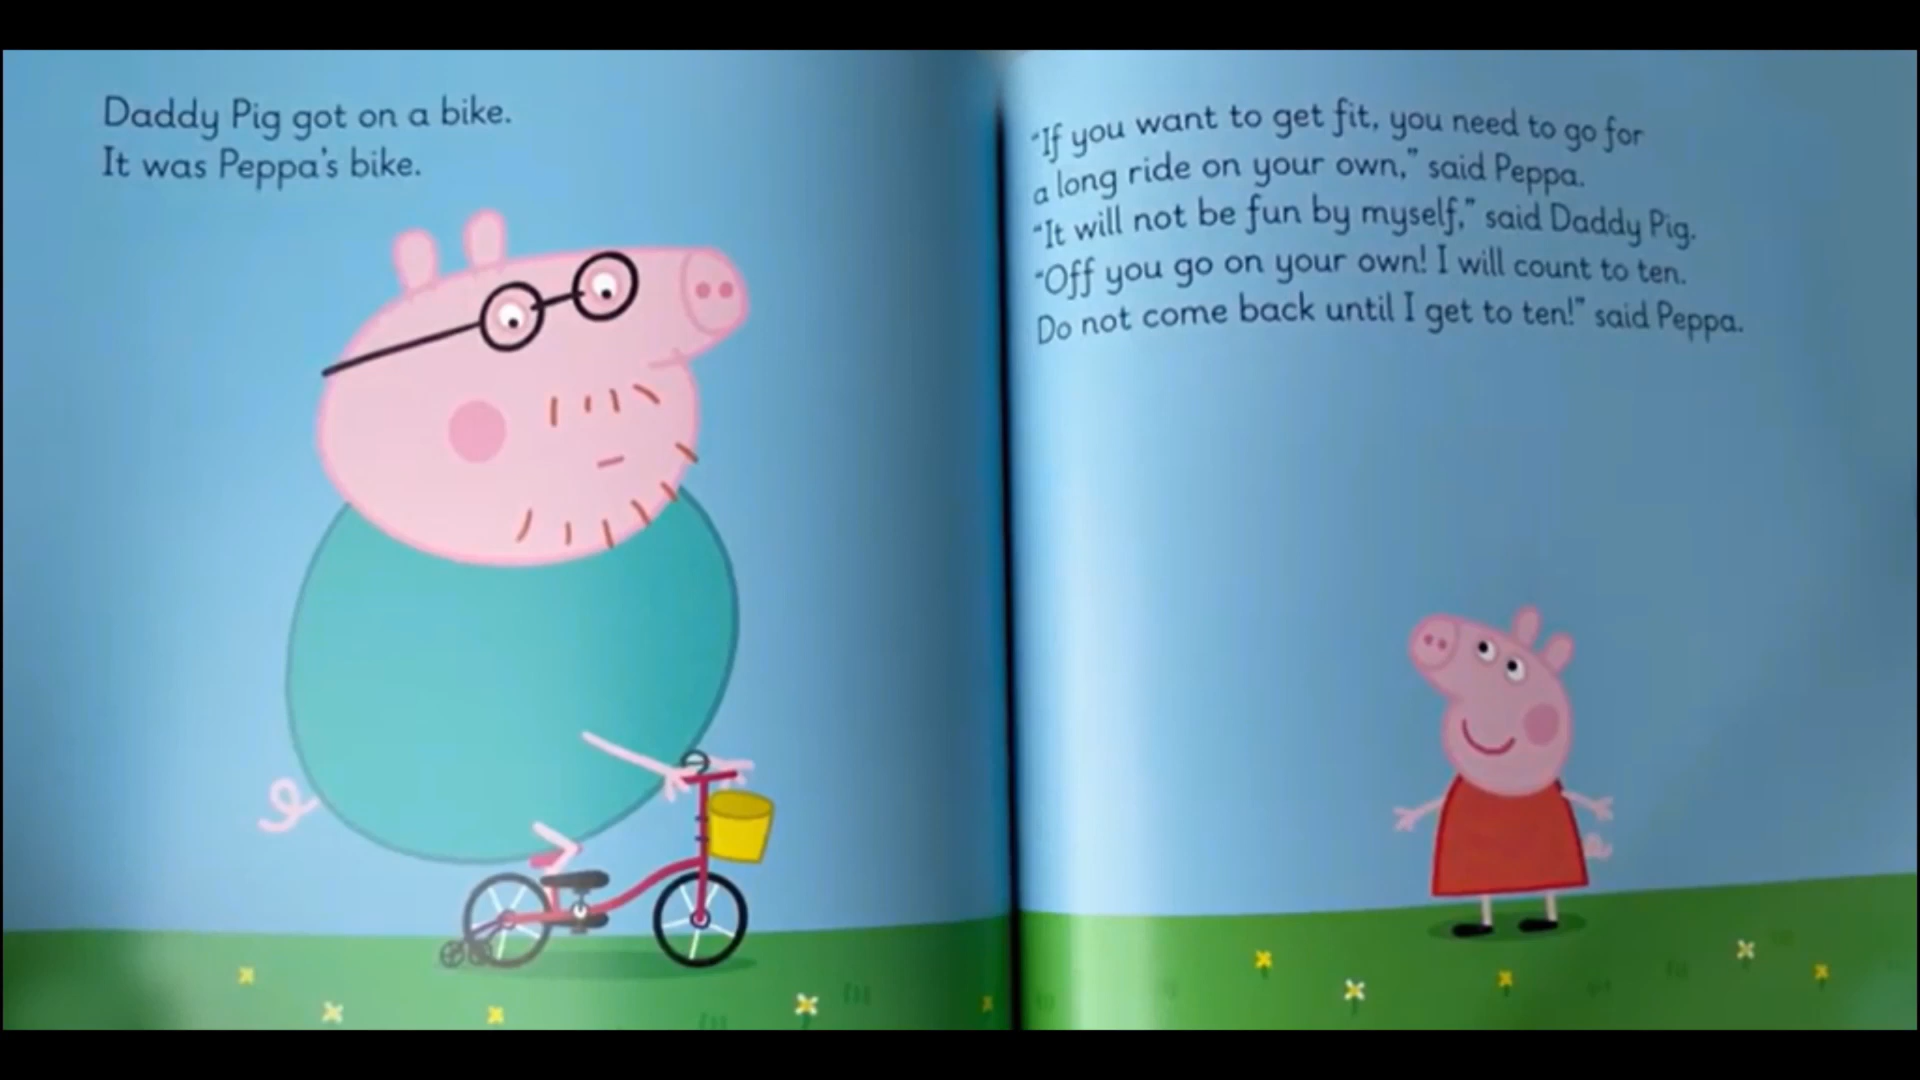 Daddy Pig got on a bike.
It was Peppa's bike.
“If you want to get fit, you need to go for
a long ride on your own,” said Peppa.
“It will not be fun by myself,” said Daddy Pig.
“Off you go on your own! I will count to ten.
Do not come back until I get to ten!” said Peppa.